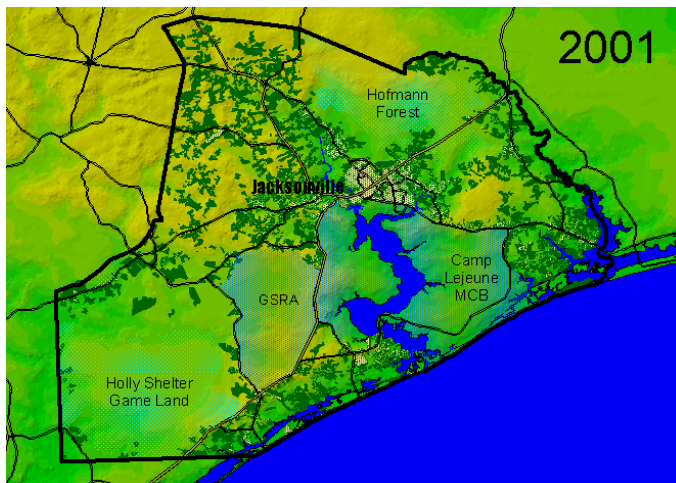 2001
Hofmann
Forest
Jacksonville
Camp
Lejeune
MCB
GSRA
Holly Shelter
Game Land